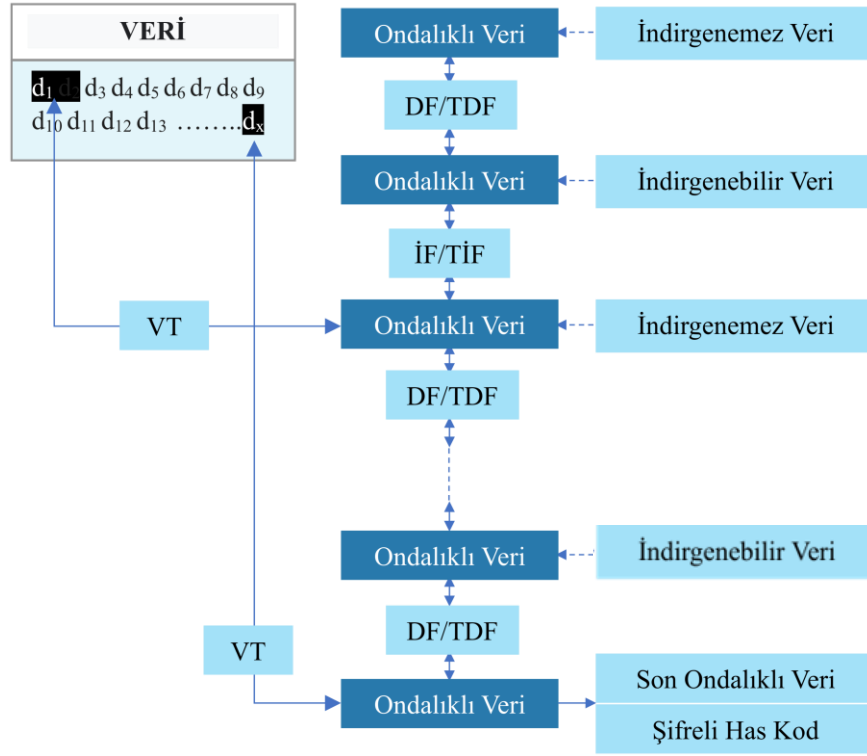 VERİ
d₁ d₂ d₃ d₄ d₅ d₆ d₇ d₈ d₉
d₁₀ d₁₁ d₁₂ d₁₃ ........dₓ
Ondalıklı Veri
İndirgenemez Veri
DF/TDF
Ondalıklı Veri
İndirgenebilir Veri
İF/TİF
VT
Ondalıklı Veri
İndirgenemez Veri
DF/TDF
Ondalıklı Veri
İndirgenebilir Veri
DF/TDF
VT
Ondalıklı Veri
Son Ondalıklı Veri
Şifreli Has Kod